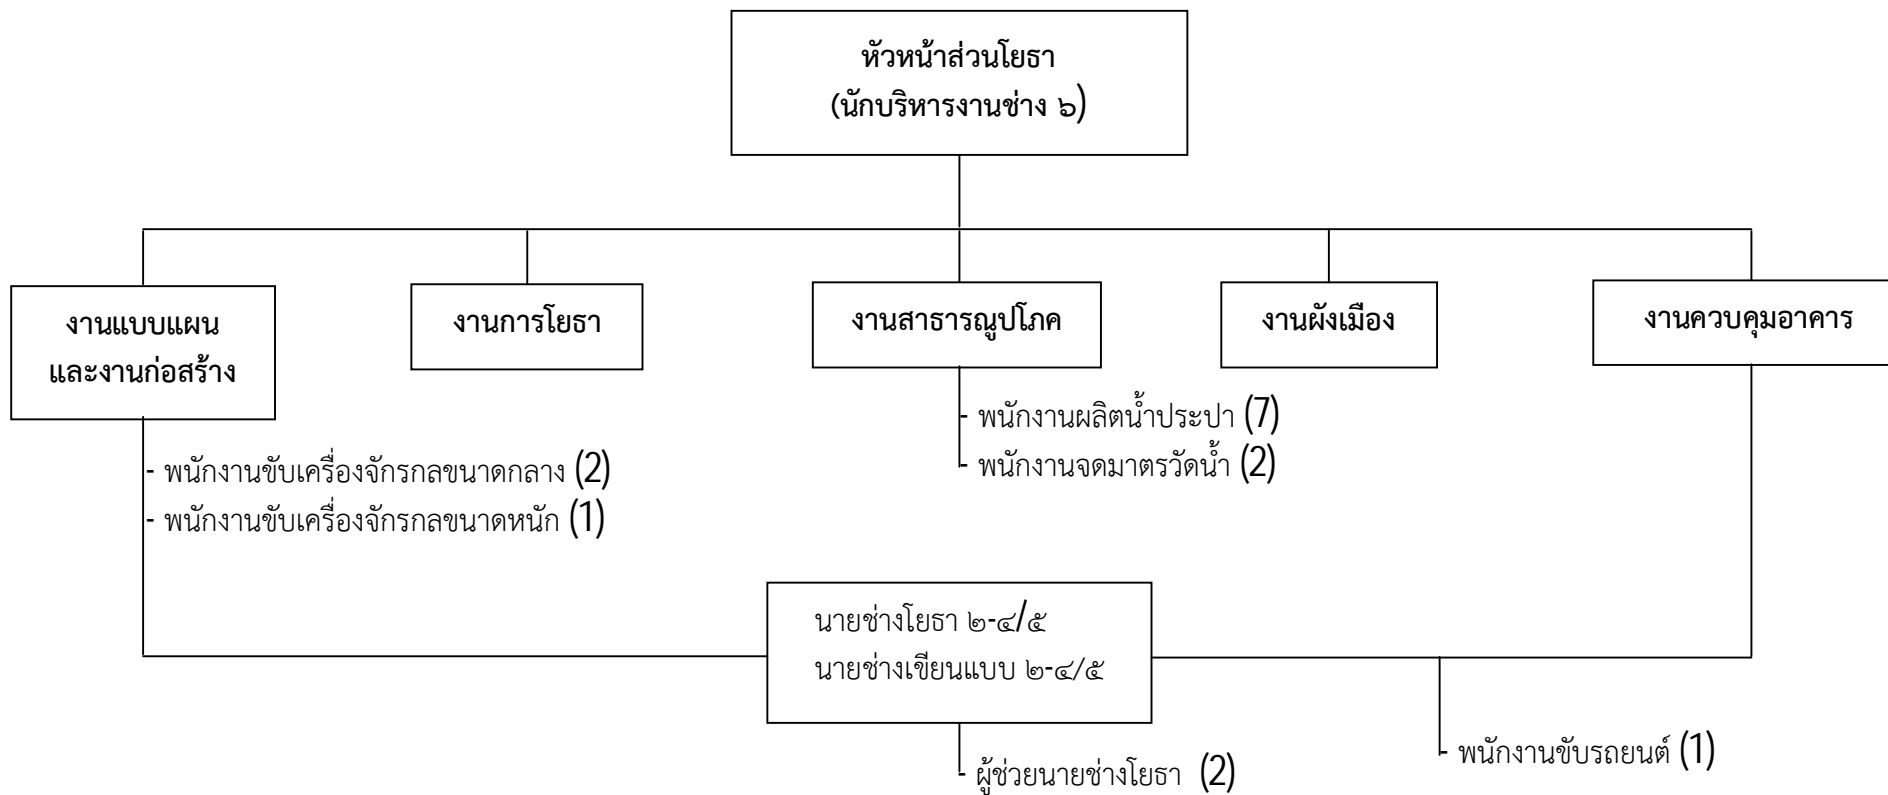 หัวหน้าส่วนโยธา
(นักบริหารงานช่าง ๖)
งานแบบแผน
และงานก่อสร้าง
งานการโยธา
งานสาธารณูปโภค
งานผังเมือง
งานควบคุมอาคาร
- พนักงานผลิตน้ำประปา (7)
- พนักงานจดมาตรวัดน้ำ (2)
- พนักงานขับเครื่องจักรกลขนาดกลาง (2)
- พนักงานขับเครื่องจักรกลขนาดหนัก (1)
นายช่างโยธา ๒-๔/๕
นายช่างเขียนแบบ ๒-๔/๕
- ผู้ช่วยนายช่างโยธา (2)
- พนักงานขับรถยนต์ (1)